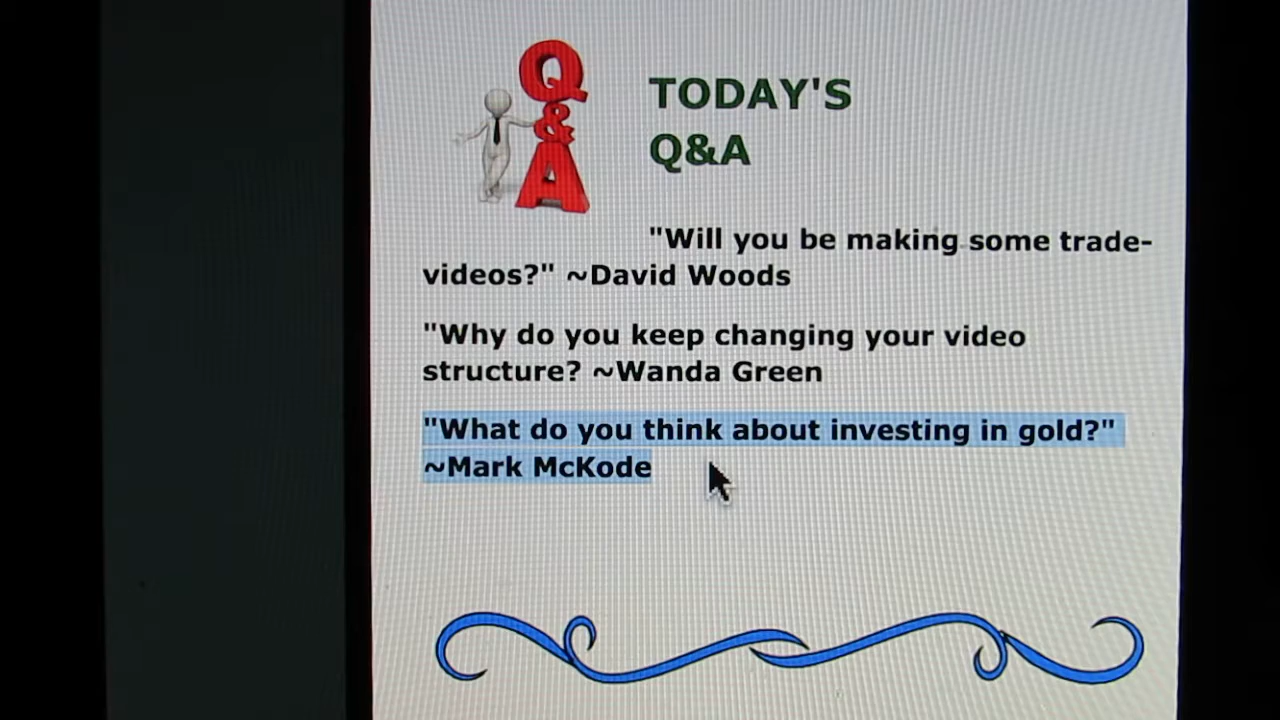 Q
&
A
TODAY'S
Q&A
"Will you be making some trade-
videos?" ~David Woods
"Why do you keep changing your video
structure? ~Wanda Green
"What do you think about investing in gold?"
~Mark McKode